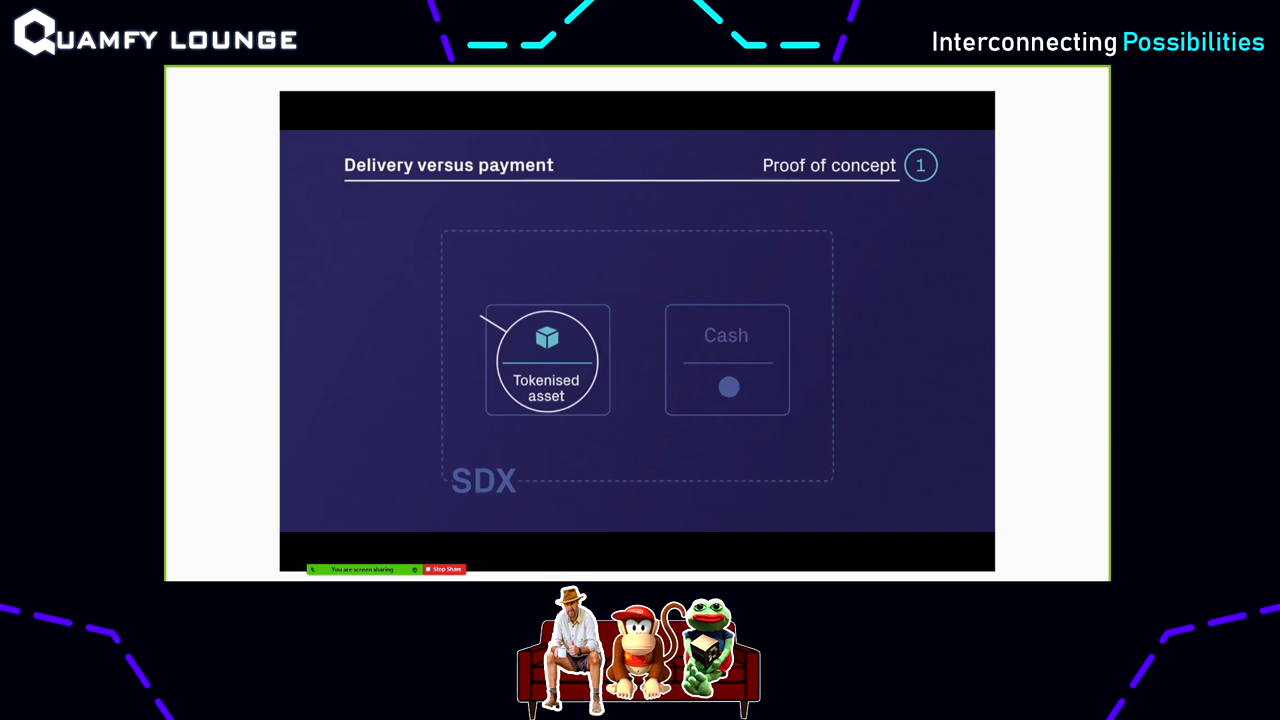 QUAMFY LOUNGE
Interconnecting Possibilities
Delivery versus payment
Proof of concept 1
Cash
Tokenised
asset
SDX
You are screen sharing
Stop Share